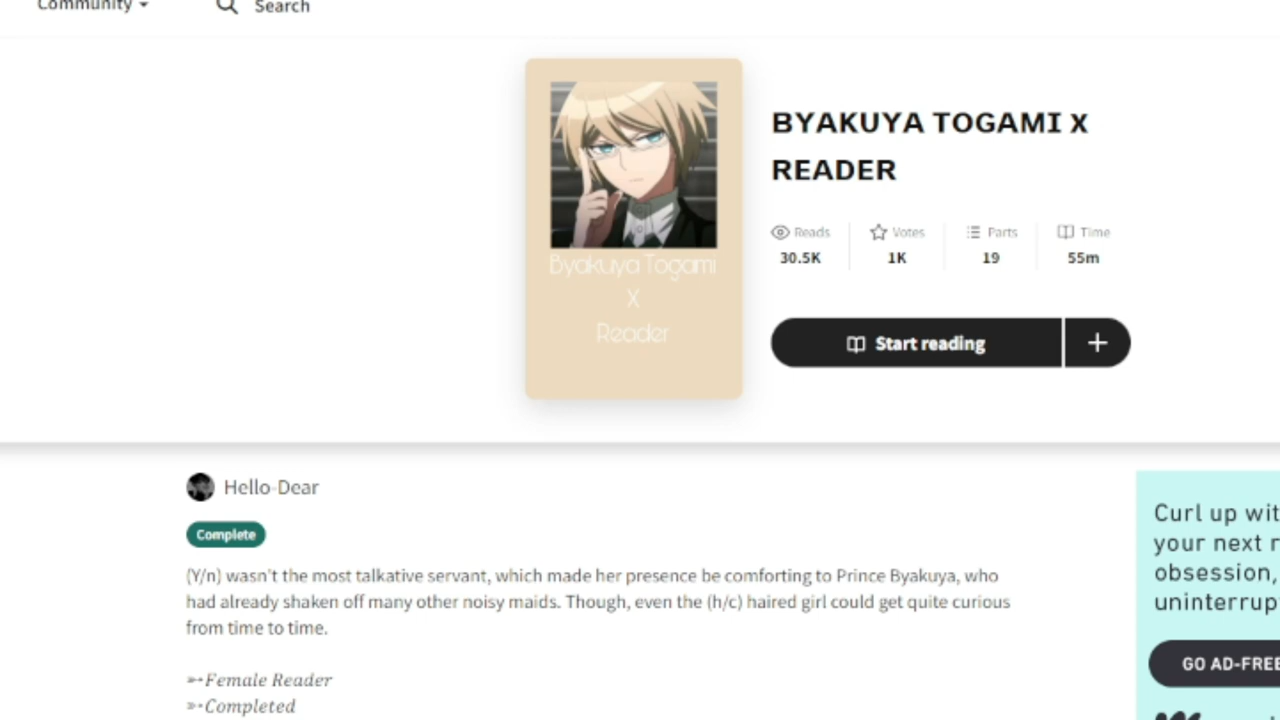 Community
Search
BYAKUYA TOGAMI X
READER
Reads
Votes
Parts
Time
30.5K
1K
19
55m
Byakuya Togami
X
Reader
Start reading
Hello-Dear
Complete
(Y/n) wasn't the most talkative servant, which made her presence be comforting to Prince Byakuya, who
had already shaken off many other noisy maids. Though, even the (h/c) haired girl could get quite curious
from time to time.
➵Female Reader
➵Completed
Curl up wit
your next r
obsession,
uninterrup
GO AD-FREE